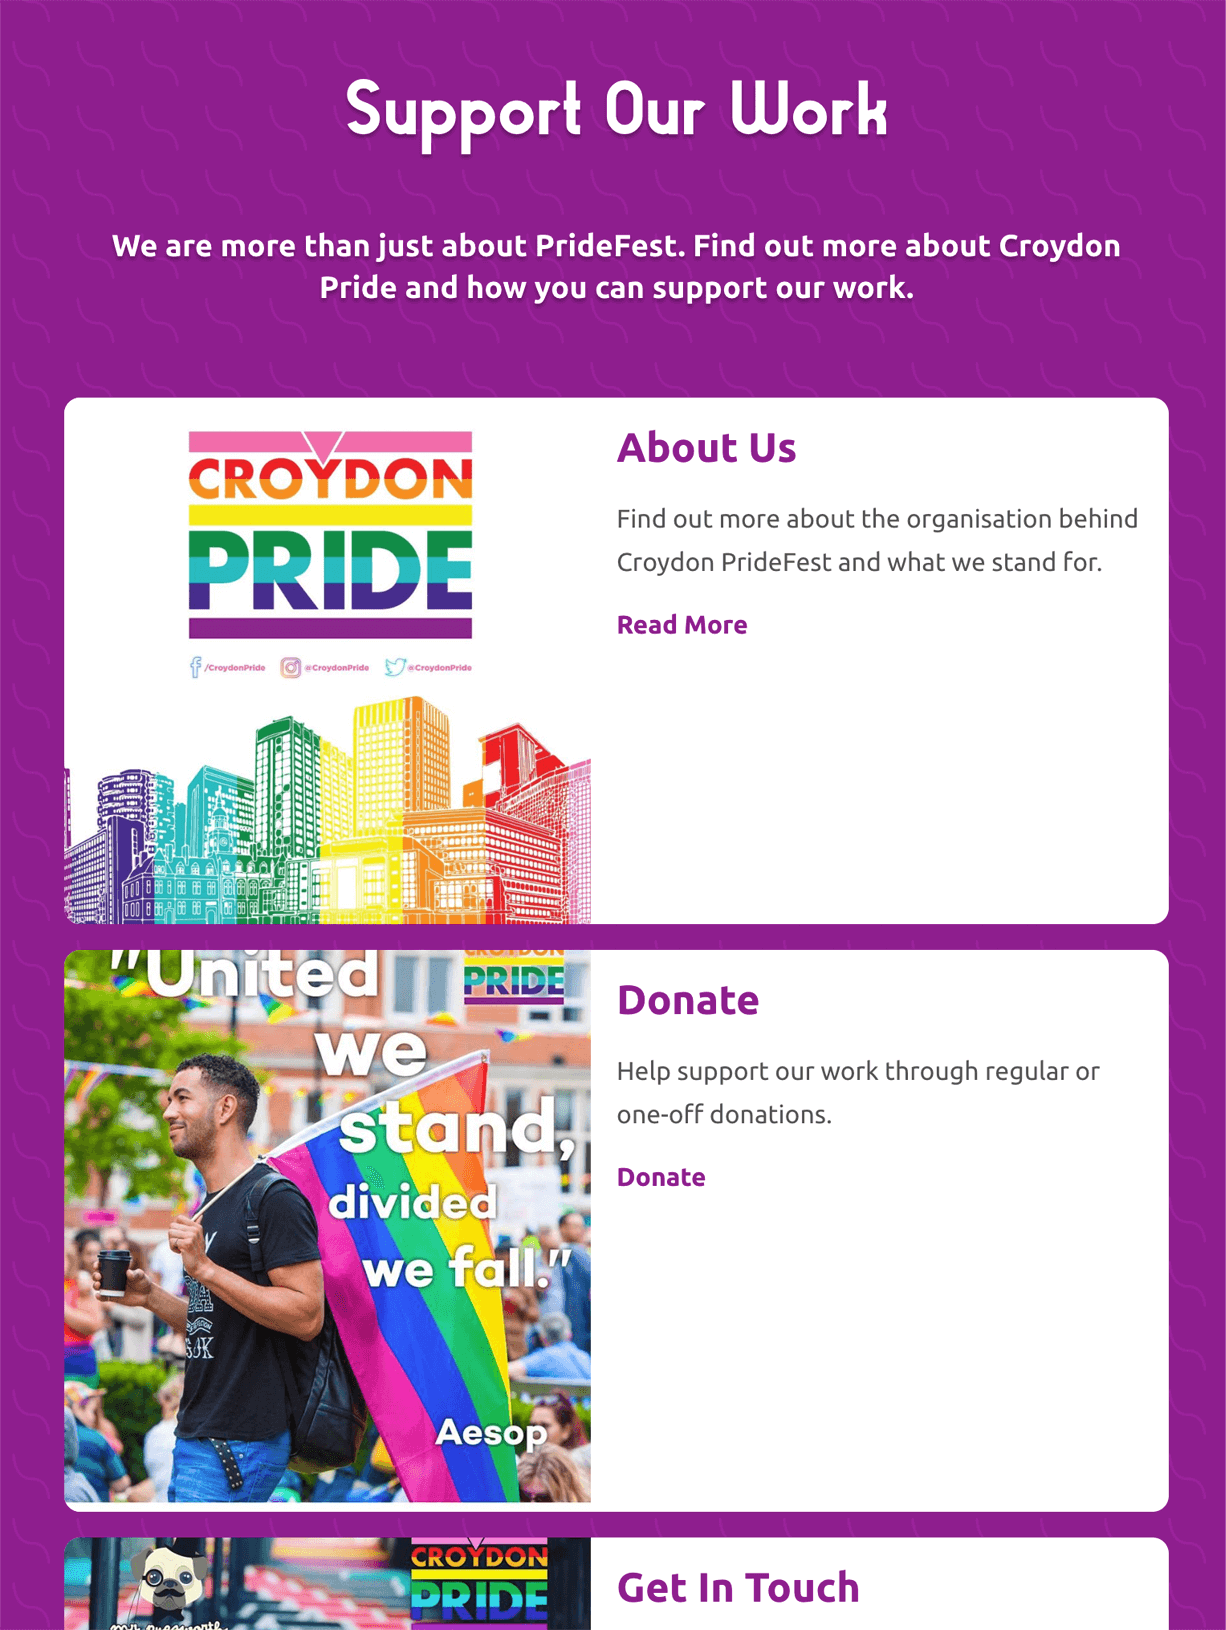 Support Our Work
We are more than just about PrideFest. Find out more about Croydon
Pride and how you can support our work.
CROYDON
PRIDE
/CroydonPride @CroydonPride @CroydonPride
About Us
Find out more about the organisation behind
Croydon PrideFest and what we stand for.
Read More
"United
we
stand,
divided
we fall."
Aesop
CROYDON
PRIDE
Donate
Help support our work through regular or
one-off donations.
Donate
CROYDON
PRIDE
Get In Touch